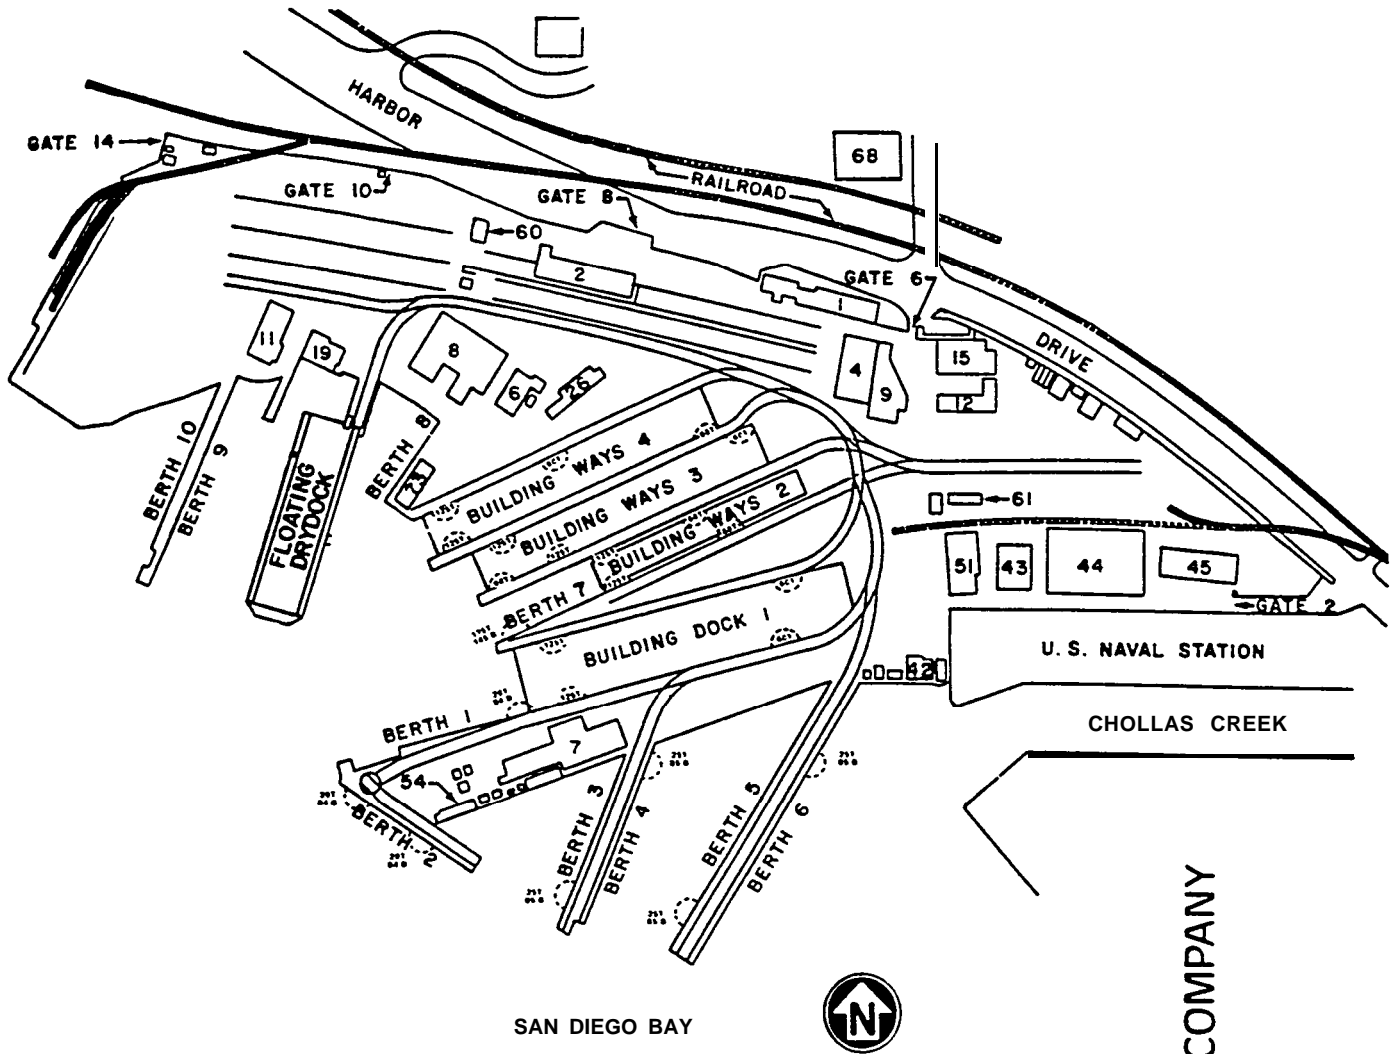 HARBOR
GATE 14
68
RAILROAD
GATE 10
GATE 8
60
2
GATE 6
1
DRIVE
11
19
8
6
26
4
9
15
12
BERTH 8
23
BUILDING WAYS 4
BUILDING WAYS 3
BUILDING WAYS 2
BERTH 10
BERTH 9
FLOATING
DRYDOCK
61
51
43
44
45
BERTH 7
GATE 2
BUILDING DOCK 1
U.S. NAVAL STATION
42
BERTH 1
CHOLLAS CREEK
7
54
BERTH 2
BERTH 3
BERTH 4
BERTH 5
BERTH 6
COMPANY
N
SAN DIEGO BAY